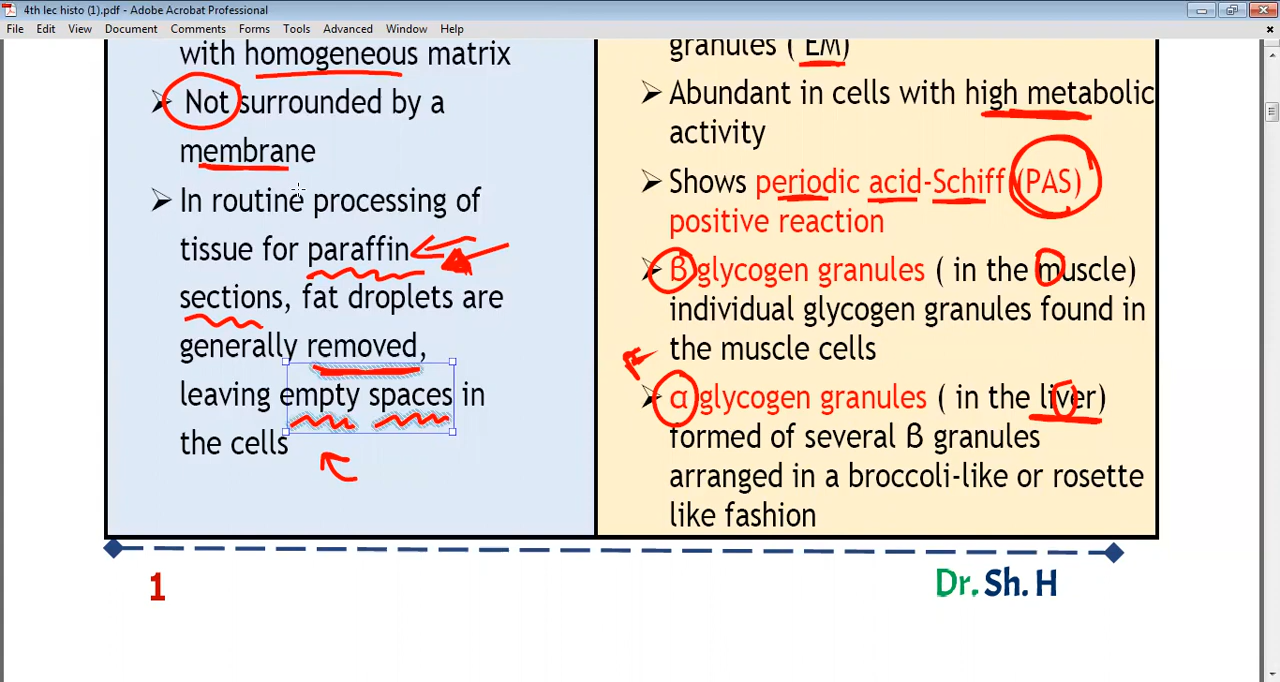 4th lec histo (1).pdf - Adobe Acrobat Professional
File Edit View Document Comments Forms Tools Advanced Window Help
with homogeneous matrix
➢ Not surrounded by a
membrane
➢ In routine processing of
tissue for paraffin
sections, fat droplets are
generally removed,
leaving empty spaces in
the cells
granules ( EM)
➢ Abundant in cells with high metabolic
activity
➢ Shows periodic acid-Schiff (PAS)
positive reaction
➢ β glycogen granules ( in the muscle)
individual glycogen granules found in
the muscle cells
➢ α glycogen granules ( in the liver)
formed of several β granules
arranged in a broccoli-like or rosette
like fashion
1
Dr. Sh. H